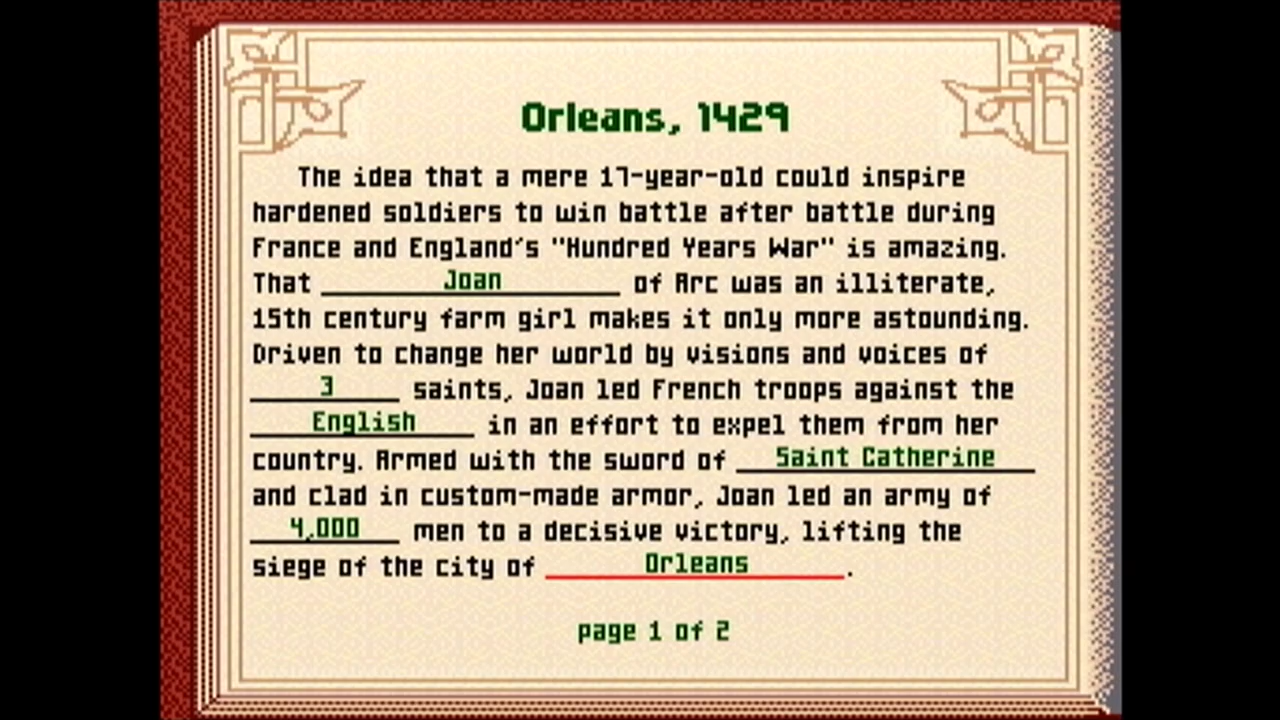 Orleans, 1429
The idea that a mere 17-year-old could inspire
hardened soldiers to win battle after battle during
France and England's "Hundred Years War" is amazing.
That Joan of Arc was an illiterate,
15th century farm girl makes it only more astounding.
Driven to change her world by visions and voices of
3 saints, Joan led French troops against the
English in an effort to expel them from her
country. Armed with the sword of Saint Catherine
and clad in custom-made armor, Joan led an army of
4,000 men to a decisive victory, lifting the
siege of the city of Orleans.
page 1 of 2